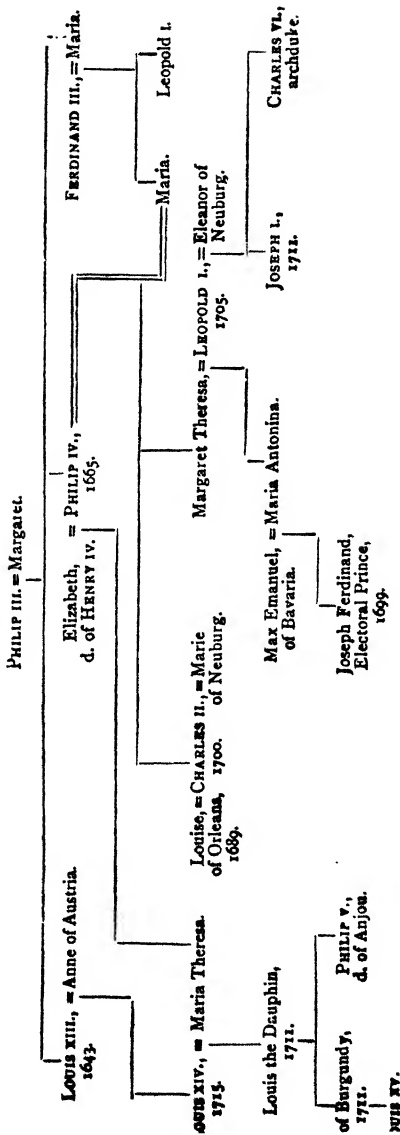 PHILIP III. = Margaret.
LOUIS XIII., = Anne of Austria.
1643.
Elizabeth, = PHILIP IV.,
d. of HENRY IV. 1665.
FERDINAND III., = Maria.
Maria. Leopold I.
OUIS XIV., = Maria Theresa.
1715.
Louise, = CHARLES II., = Marie
of Orleans, 1700. of Neuburg.
1689.
Margaret Theresa, = LEOPOLD I., = Eleanor of
1705. Neuburg.
Louis the Dauphin,
1711.
Max Emanuel, = Maria Antonina.
of Bavaria.
JOSEPH I.,
1711.
CHARLES VI.,
archduke.
of Burgundy,
1712.
PHILIP V.,
d. of Anjou.
Joseph Ferdinand,
Electoral Prince,
1699.
OUIS XV.